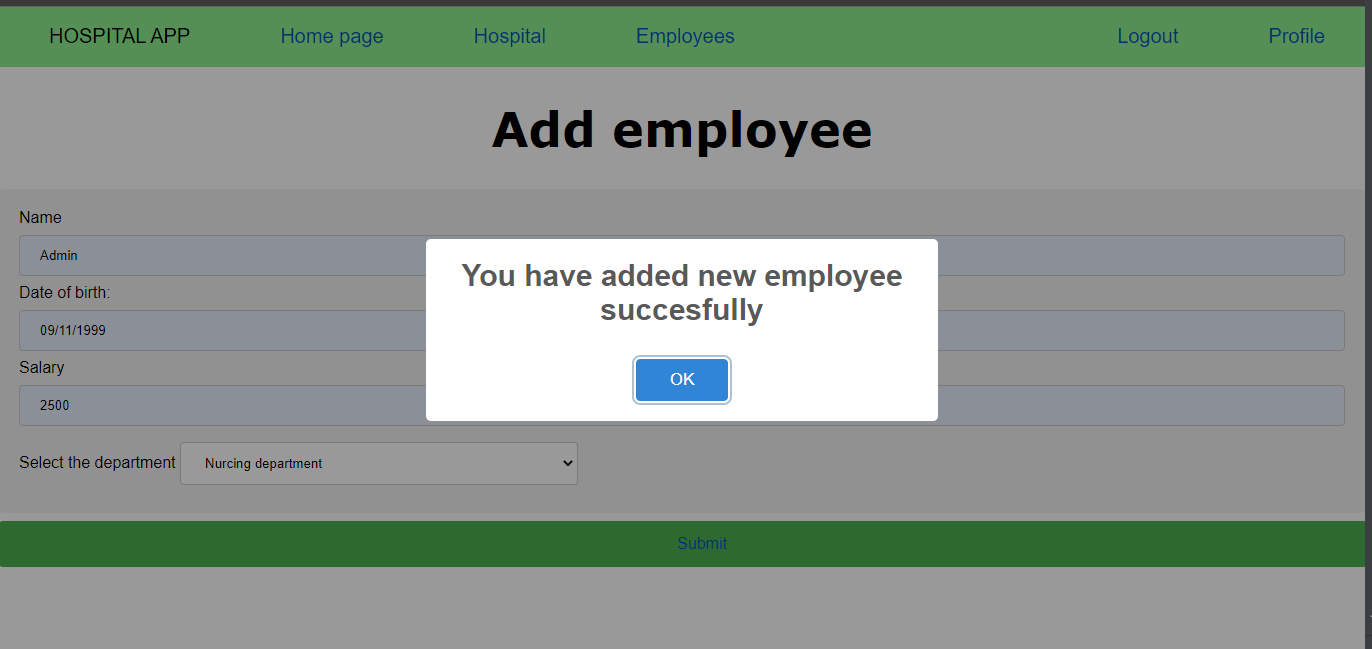 HOSPITAL APP Home page Hospital Employees Logout Profile
Add employee
Name
Admin
Date of birth:
09/11/1999
Salary
2500
Select the department Nurcing department
Submit
You have added new employee
succesfully
OK